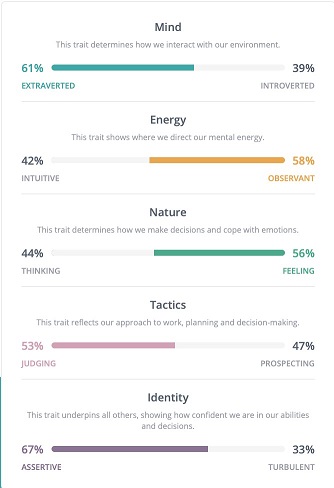 Mind
This trait determines how we interact with our environment.
61% 39%
EXTRAVERTED INTROVERTED
Energy
This trait shows where we direct our mental energy.
42% 58%
INTUITIVE OBSERVANT
Nature
This trait determines how we make decisions and cope with emotions.
44% 56%
THINKING FEELING
Tactics
This trait reflects our approach to work, planning and decision-making.
53% 47%
JUDGING PROSPECTING
Identity
This trait underpins all others, showing how confident we are in our abilities
and decisions.
67% 33%
ASSERTIVE TURBULENT